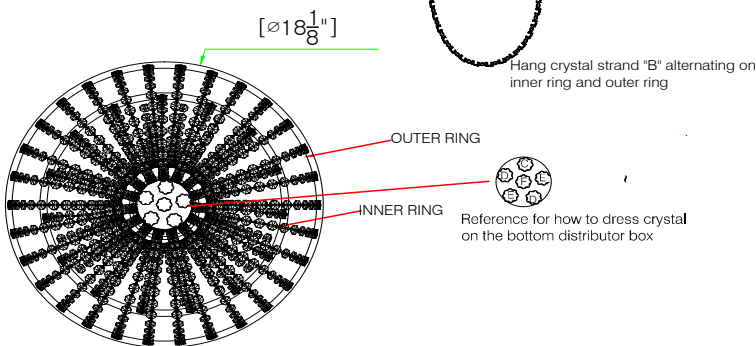 [⌀18 1/8"]
Hang crystal strand "B" alternating on
inner ring and outer ring
OUTER RING
INNER RING
C
D F E
E D
Reference for how to dress crystal
on the bottom distributor box